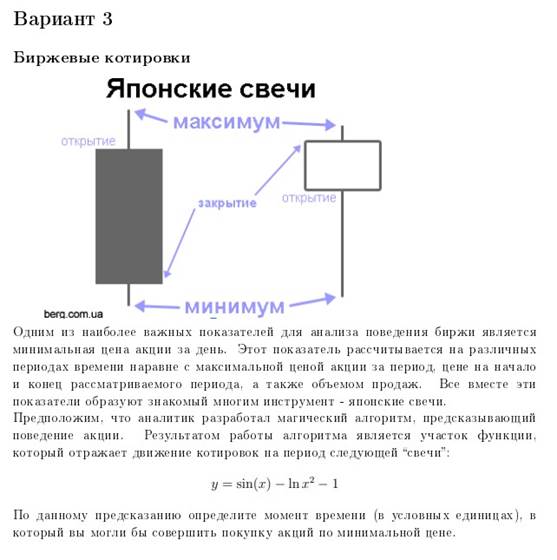 Вариант 3
Биржевые котировки
Японские свечи
максимум
открытие
закрытие
открытие
минимум
berg.com.ua
Одним из наиболее важных показателей для анализа поведения биржи является
минимальная цена акции за день. Этот показатель рассчитывается на различных
периодах времени наравне с максимальной ценой акции за период, цене на начало
и конец рассматриваемого периода, а также объемом продаж. Все вместе эти
показатели образуют знакомый многим инструмент - японские свечи.
Предположим, что аналитик разработал магический алгоритм, предсказывающий
поведение акции. Результатом работы алгоритма является участок функции,
который отражает движение котировок на период следующей “свечи”:
y = sin(x) − ln x² − 1
По данному предсказанию определите момент времени (в условных единицах), в
который вы могли бы совершить покупку акций по минимальной цене.